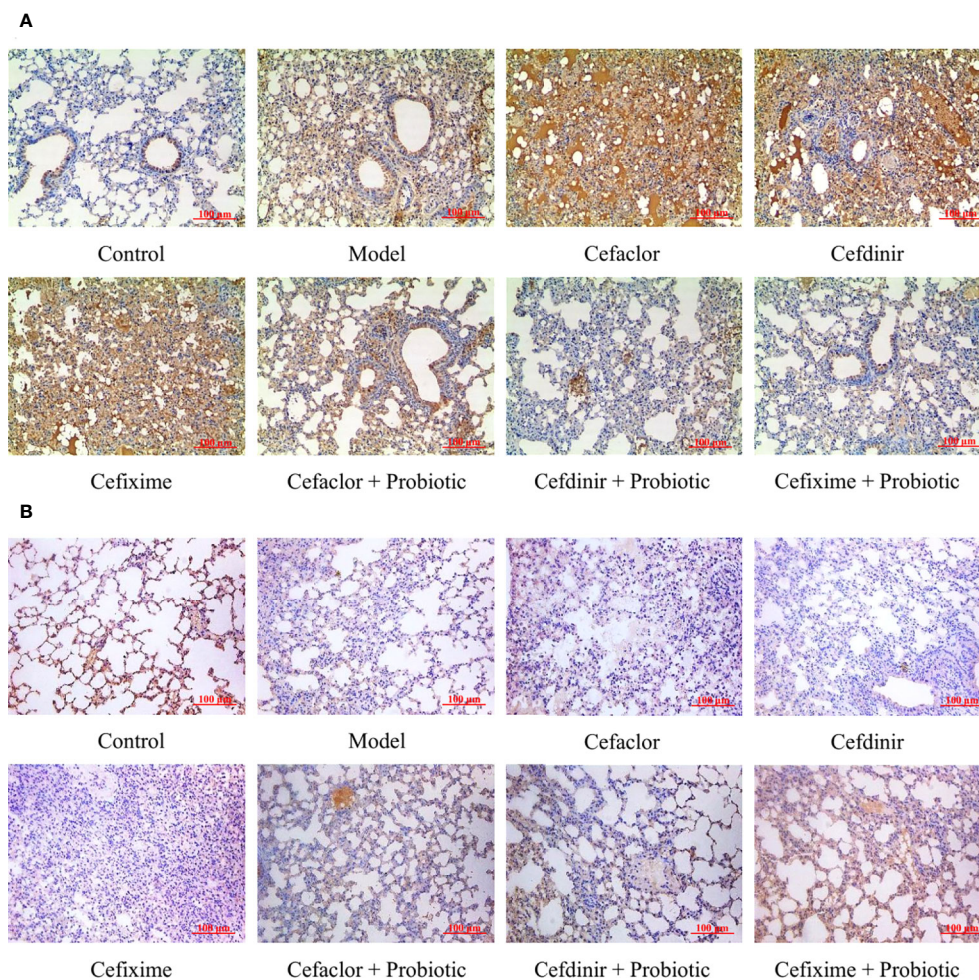 A
100 μm 100 μm 100 μm 100 μm
Control Model Cefaclor Cefdinir
100 μm 100 μm 100 μm 100 μm
Cefixime Cefaclor + Probiotic Cefdinir + Probiotic Cefixime + Probiotic
B
100 μm 100 μm 100 μm 100 μm
Control Model Cefaclor Cefdinir
100 μm 100 μm 100 μm 100 μm
Cefixime Cefaclor + Probiotic Cefdinir + Probiotic Cefixime + Probiotic